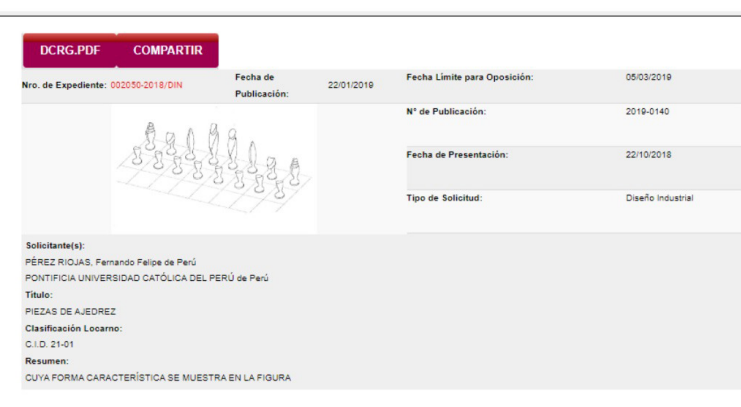 DCRG.PDF COMPARTIR
Nro. de Expediente: 002050-2018/DIN Fecha de Publicación: 22/01/2019 Fecha Límite para Oposición: 05/03/2019
N° de Publicación: 2019-0140
Fecha de Presentación: 22/10/2018
Tipo de Solicitud: Diseño Industrial
Solicitante(s):
PÉREZ RIOJAS, Fernando Felipe de Perú
PONTIFICIA UNIVERSIDAD CATÓLICA DEL PERÚ de Perú
Título:
PIEZAS DE AJEDREZ
Clasificación Locarno:
C.I.D. 21-01
Resumen:
CUYA FORMA CARACTERÍSTICA SE MUESTRA EN LA FIGURA